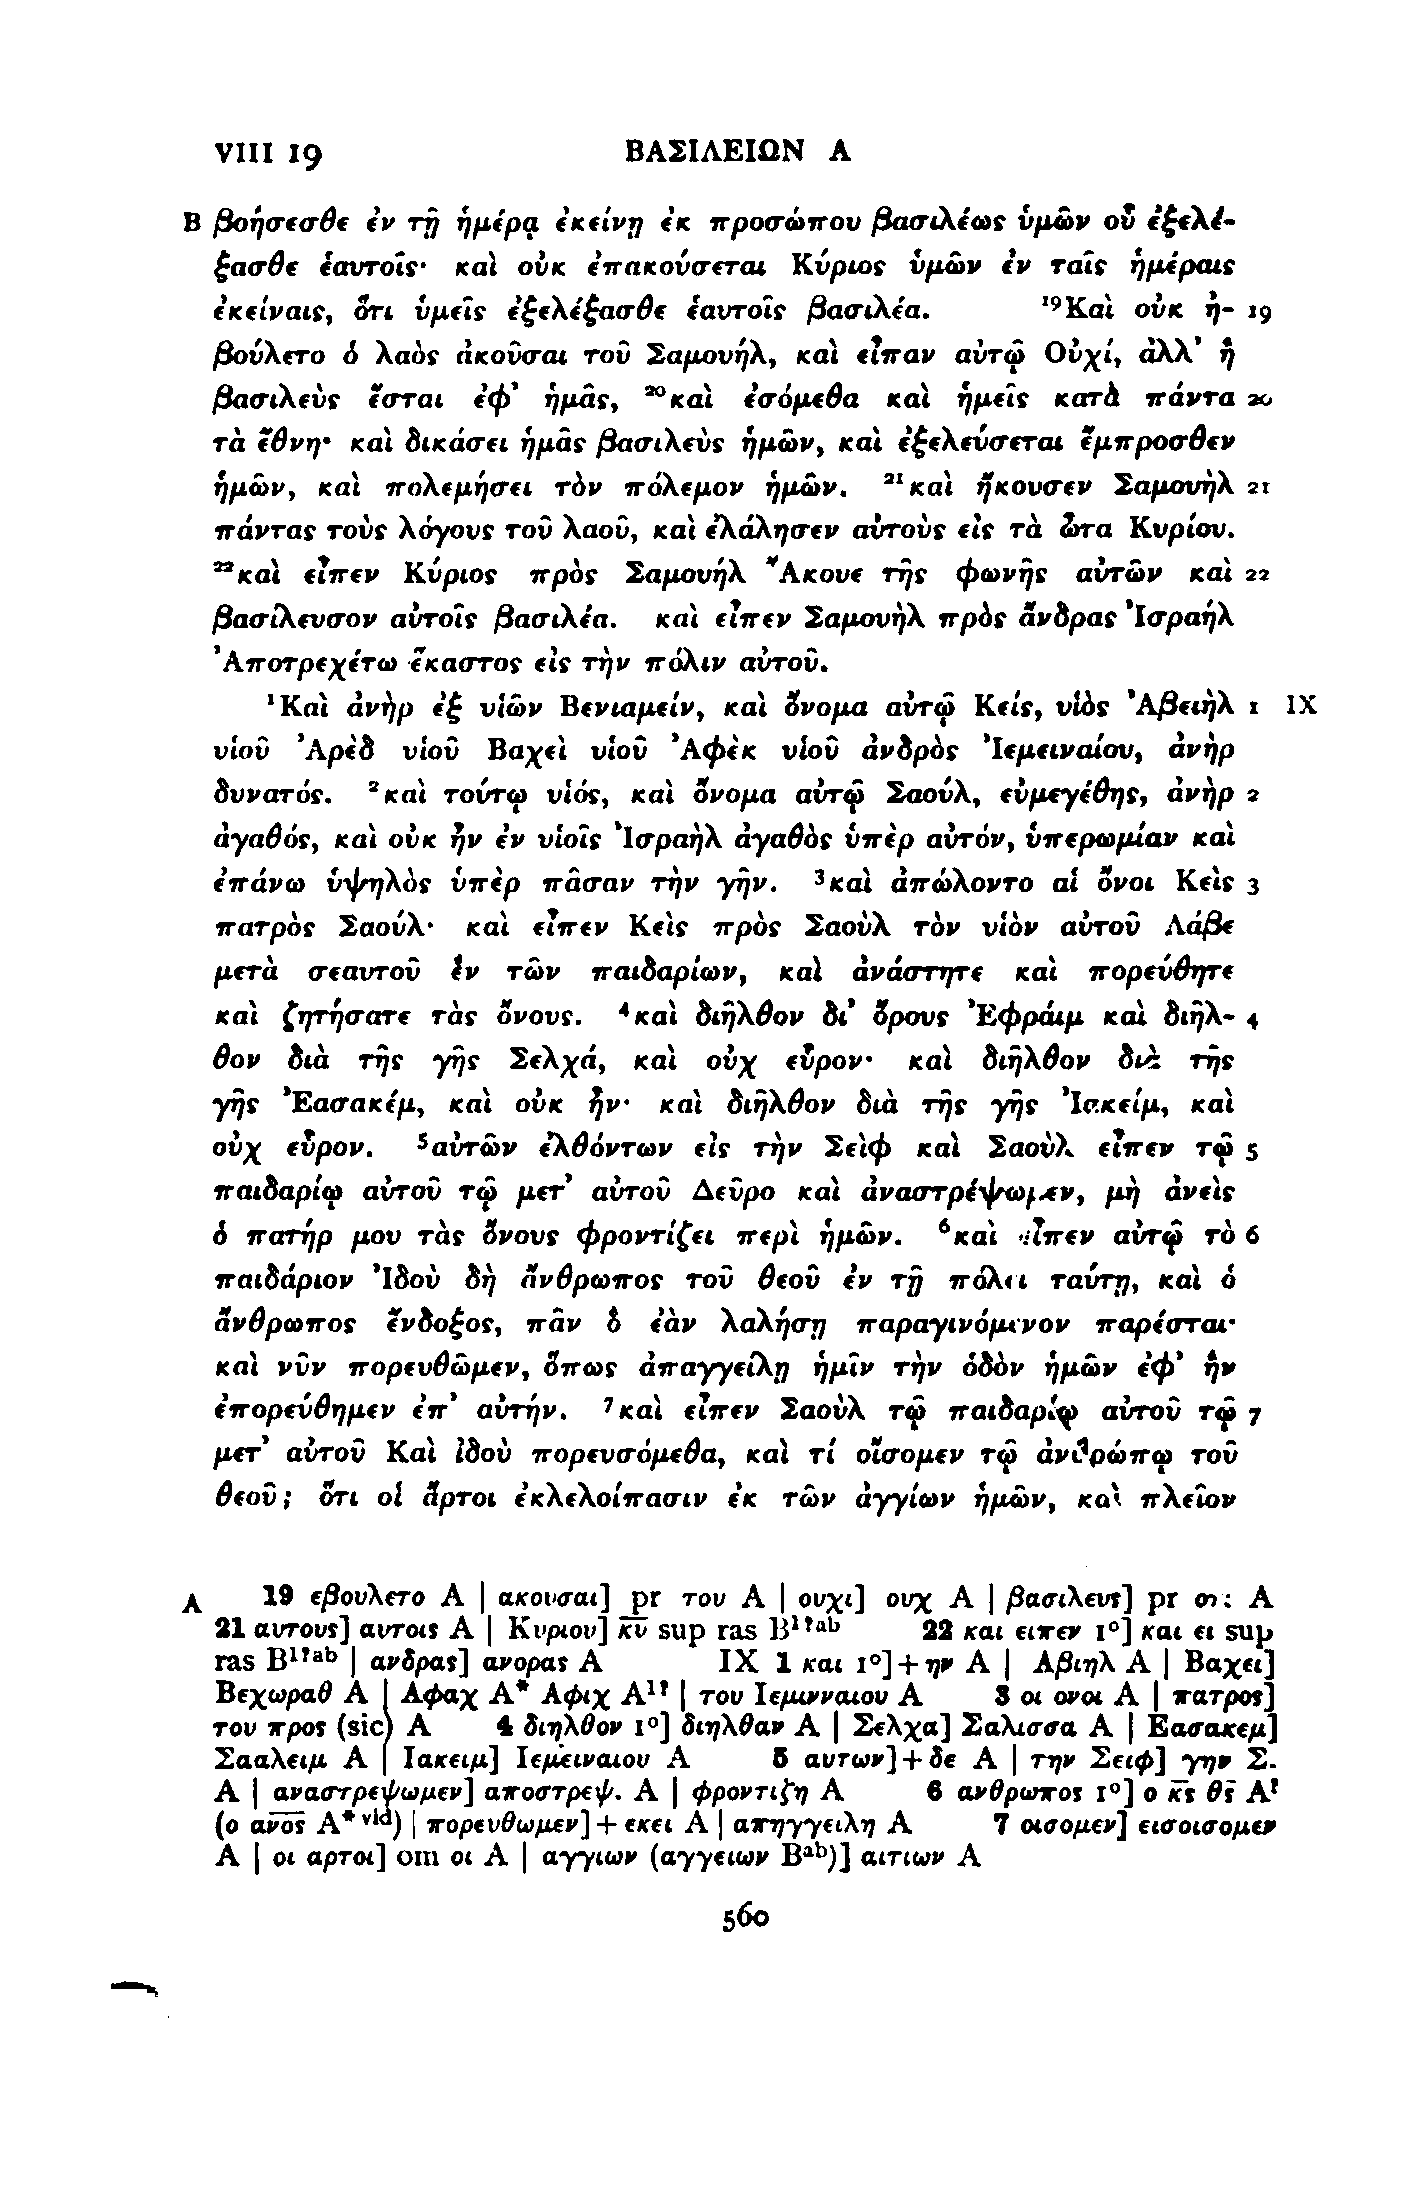 VIII 19 ΒΑΣΙΛΕΙΩΝ Α
B βοήσεσθε ἐν τῇ ἡμέρᾳ ἐκείνῃ ἐκ προσώπου βασιλέως ὑμῶν οὗ ἐξελέ-
ξασθε ἑαυτοῖς· καὶ οὐκ ἐπακούσεται Κύριος ὑμῶν ἐν ταῖς ἡμέραις
ἐκείναις, ὅτι ὑμεῖς ἐξελέξασθε ἑαυτοῖς βασιλέα. ¹⁹Καὶ οὐκ ἠ- 19
βούλετο ὁ λαὸς ἀκοῦσαι τοῦ Σαμουήλ, καὶ εἶπαν αὐτῷ Οὐχί, ἀλλ’ ἢ
βασιλεὺς ἔσται ἐφ’ ἡμᾶς, ²⁰καὶ ἐσόμεθα καὶ ἡμεῖς κατὰ πάντα 20
τὰ ἔθνη· καὶ δικάσει ἡμᾶς βασιλεὺς ἡμῶν, καὶ ἐξελεύσεται ἔμπροσθεν
ἡμῶν, καὶ πολεμήσει τὸν πόλεμον ἡμῶν. ²¹καὶ ἤκουσεν Σαμουὴλ 21
πάντας τοὺς λόγους τοῦ λαοῦ, καὶ ἐλάλησεν αὐτοὺς εἰς τὰ ὦτα Κυρίου.
²²καὶ εἶπεν Κύριος πρὸς Σαμουήλ Ἄκουε τῆς φωνῆς αὐτῶν καὶ 22
βασίλευσον αὐτοῖς βασιλέα. καὶ εἶπεν Σαμουὴλ πρὸς ἄνδρας Ἰσραήλ
Ἀποτρεχέτω ἕκαστος εἰς τὴν πόλιν αὐτοῦ.
¹Καὶ ἀνὴρ ἐξ υἱῶν Βενιαμείν, καὶ ὄνομα αὐτῷ Κείς, υἱὸς Ἀβειὴλ 1 IX
υἱοῦ Ἀρὲδ υἱοῦ Βαχεὶ υἱοῦ Ἀφὲκ υἱοῦ ἀνδρὸς Ἰεμειναίου, ἀνὴρ
δυνατός. ²καὶ τούτῳ υἱός, καὶ ὄνομα αὐτῷ Σαούλ, εὐμεγέθης, ἀνὴρ 2
ἀγαθός, καὶ οὐκ ἦν ἐν υἱοῖς Ἰσραὴλ ἀγαθὸς ὑπὲρ αὐτόν, ὑπερωμίαν καὶ
ἐπάνω ὑψηλὸς ὑπὲρ πᾶσαν τὴν γῆν. ³καὶ ἀπώλοντο αἱ ὄνοι Κεὶς 3
πατρὸς Σαούλ· καὶ εἶπεν Κεὶς πρὸς Σαοὺλ τὸν υἱὸν αὐτοῦ Λάβε
μετὰ σεαυτοῦ ἓν τῶν παιδαρίων, καὶ ἀνάστητε καὶ πορεύθητε
καὶ ζητήσατε τὰς ὄνους. ⁴καὶ διῆλθον δι’ ὄρους Ἐφράιμ καὶ διῆλ- 4
θον διὰ τῆς γῆς Σελχά, καὶ οὐχ εὗρον· καὶ διῆλθον διὰ τῆς
γῆς Ἐασακέμ, καὶ οὐκ ἦν· καὶ διῆλθον διὰ τῆς γῆς Ἰακείμ, καὶ
οὐχ εὗρον. ⁵αὐτῶν ἐλθόντων εἰς τὴν Σεὶφ καὶ Σαοὺλ εἶπεν τῷ 5
παιδαρίῳ αὐτοῦ τῷ μετ’ αὐτοῦ Δεῦρο καὶ ἀναστρέψωμεν, μὴ ἀνεὶς
ὁ πατήρ μου τὰς ὄνους φροντίζει περὶ ἡμῶν. ⁶καὶ εἶπεν αὐτῷ τὸ 6
παιδάριον Ἰδοὺ δὴ ἄνθρωπος τοῦ θεοῦ ἐν τῇ πόλει ταύτῃ, καὶ ὁ
ἄνθρωπος ἔνδοξος, πᾶν ὃ ἐὰν λαλήσῃ παραγινόμενον παρέσται·
καὶ νῦν πορευθῶμεν, ὅπως ἀπαγγείλῃ ἡμῖν τὴν ὁδὸν ἡμῶν ἐφ’ ἣν
ἐπορεύθημεν ἐπ’ αὐτήν. ⁷καὶ εἶπεν Σαοὺλ τῷ παιδαρίῳ αὐτοῦ τῷ 7
μετ’ αὐτοῦ Καὶ ἰδοὺ πορευσόμεθα, καὶ τί οἴσομεν τῷ ἀνθρώπῳ τοῦ
θεοῦ; ὅτι οἱ ἄρτοι ἐκλελοίπασιν ἐκ τῶν ἀγγίων ἡμῶν, καὶ πλεῖον
A 19 εβουλετο A | ακουσαι] pr του A | ουχι] ουχ A | βασιλευς] pr οτι A
21 αυτους] αυτοις A | Κυριου] κ̅υ̅ sup ras B¹ˀᵃᵇ 22 και ειπεν 1°] και ει sup
ras B¹ˀᵃᵇ | ανδρας] ανορας A IX 1 και 1°]+ην A | Αβιηλ A | Βαχει]
Βεχωραθ A | Αφαχ A* Αφιχ A¹ˀ | του Ιεμινναιου A 3 οι ονοι A | πατρος]
του προς (sic) A 4 διηλθον 1°] διηλθαν A | Σελχα] Σαλισσα A | Εασακεμ]
Σααλειμ A | Ιακειμ] Ιεμειναιου A 5 αυτων]+δε A | την Σειφ] γην Σ.
A | αναστρεψωμεν] αποστρεψ. A | φροντιζη A 6 ανθρωπος 1°] ο κ̅ς̅ θ̅ς̅ Aˀ
(ο α̅ν̅ο̅ς̅ A* ᵛⁱᵈ) | πορευθωμεν]+εκει A | απηγγειλη A 7 οισομεν] εισοισομεν
A | οι αρτοι] om οι A | αγγιων (αγγειων Bᵃᵇ)] αιτιων A
560